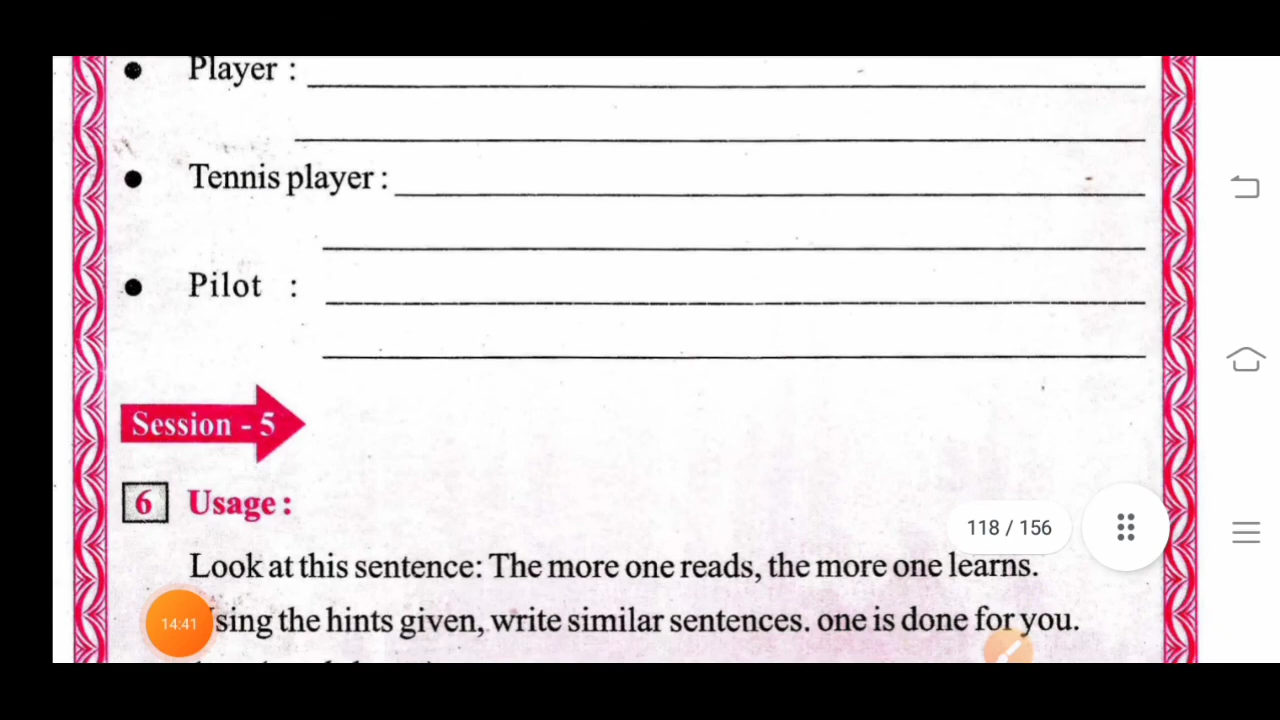 Player :
Tennis player :
Pilot :
Session - 5
6 Usage :
Look at this sentence: The more one reads, the more one learns.
sing the hints given, write similar sentences. one is done for you.
118 / 156
14:41